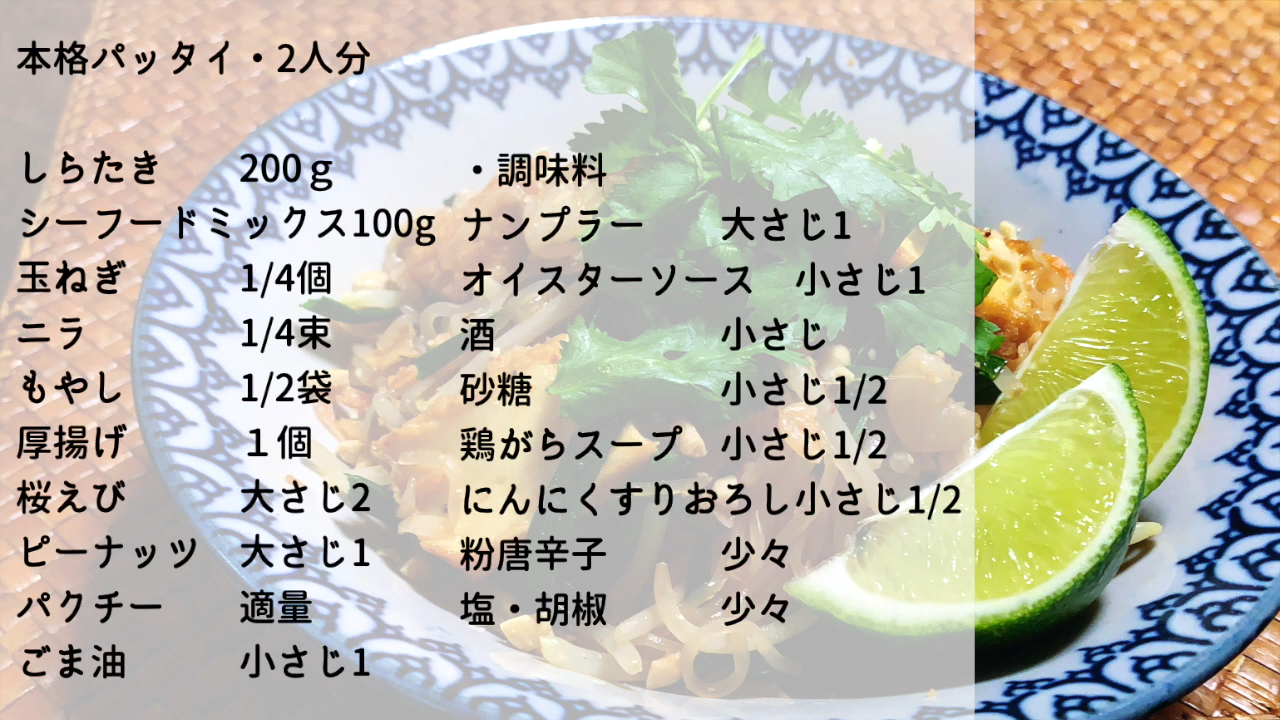 本格パッタイ・2人分
しらたき 200ｇ
シーフードミックス100g
玉ねぎ 1/4個
ニラ 1/4束
もやし 1/2袋
厚揚げ １個
桜えび 大さじ2
ピーナッツ 大さじ1
パクチー 適量
ごま油 小さじ1
・調味料
ナンプラー 大さじ1
オイスターソース 小さじ1
酒 小さじ
砂糖 小さじ1/2
鶏がらスープ 小さじ1/2
にんにくすりおろし小さじ1/2
粉唐辛子 少々
塩・胡椒 少々